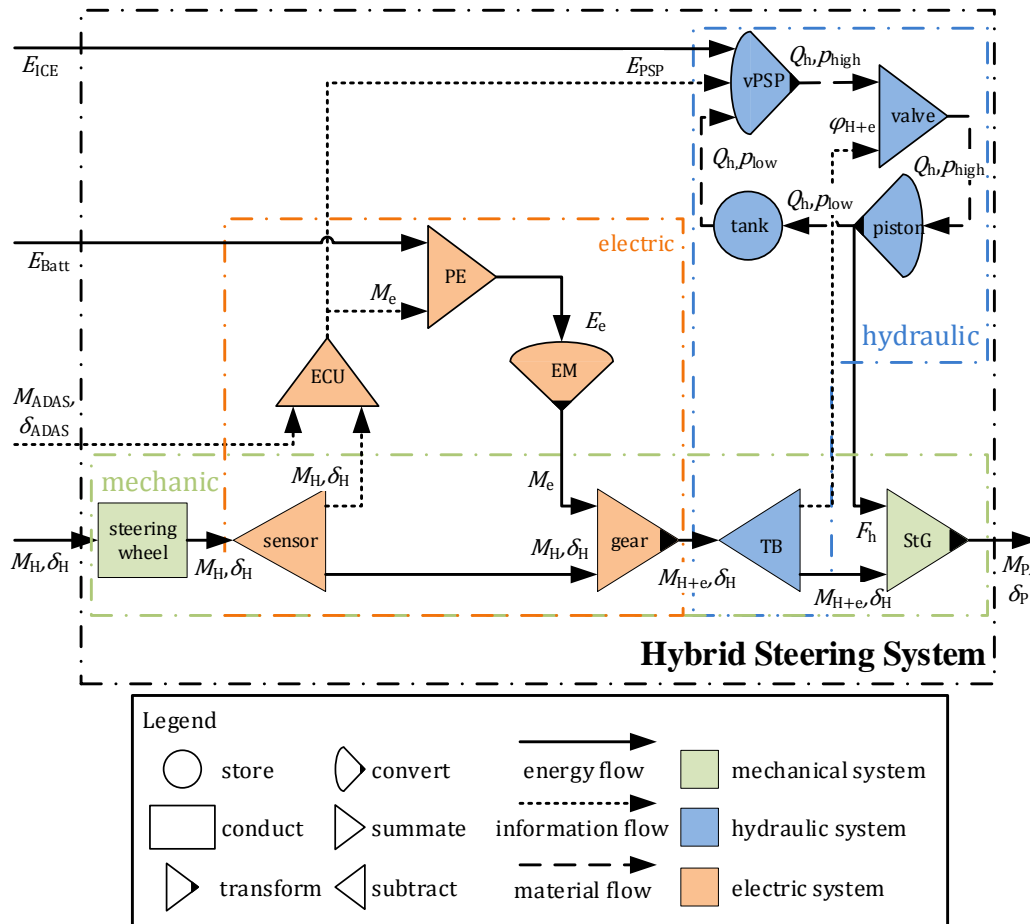 E_ICE
E_PSP
vPSP
Q_h,p_high
valve
φ_H+e
Q_h,p_low
Q_h,p_high
Q_h,p_low
tank
piston
electric
E_Batt
PE
M_e
E_e
hydraulic
ECU
EM
M_ADAS,
δ_ADAS
mechanic
M_H,δ_H
M_e
steering
wheel
sensor
gear
TB
StG
F_h
M_H,δ_H
M_H,δ_H
M_H,δ_H
M_H+e,δ_H
M_H+e,δ_H
δ_P
Hybrid Steering System
Legend
store
convert
energy flow
mechanical system
conduct
summate
information flow
hydraulic system
transform
subtract
material flow
electric system